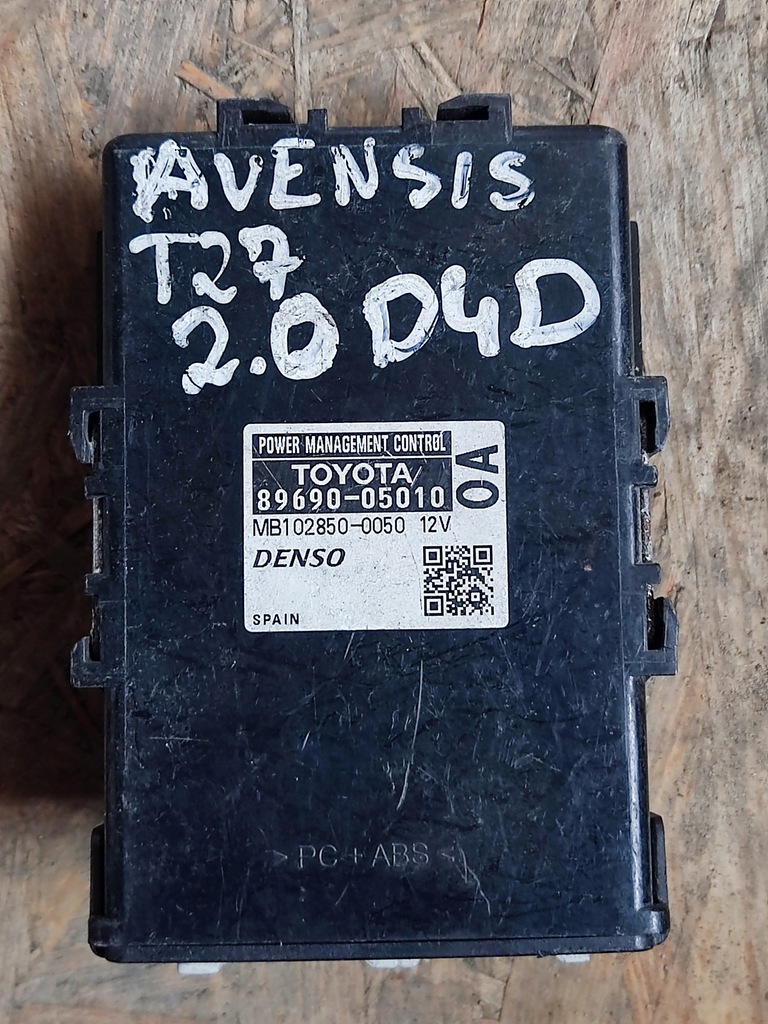 AVENSIS
T27
2.0 D4D
POWER MANAGEMENT CONTROL
TOYOTA
89690-05010
0A
MB102850-0050 12V
DENSO
SPAIN
>PC+ABS<